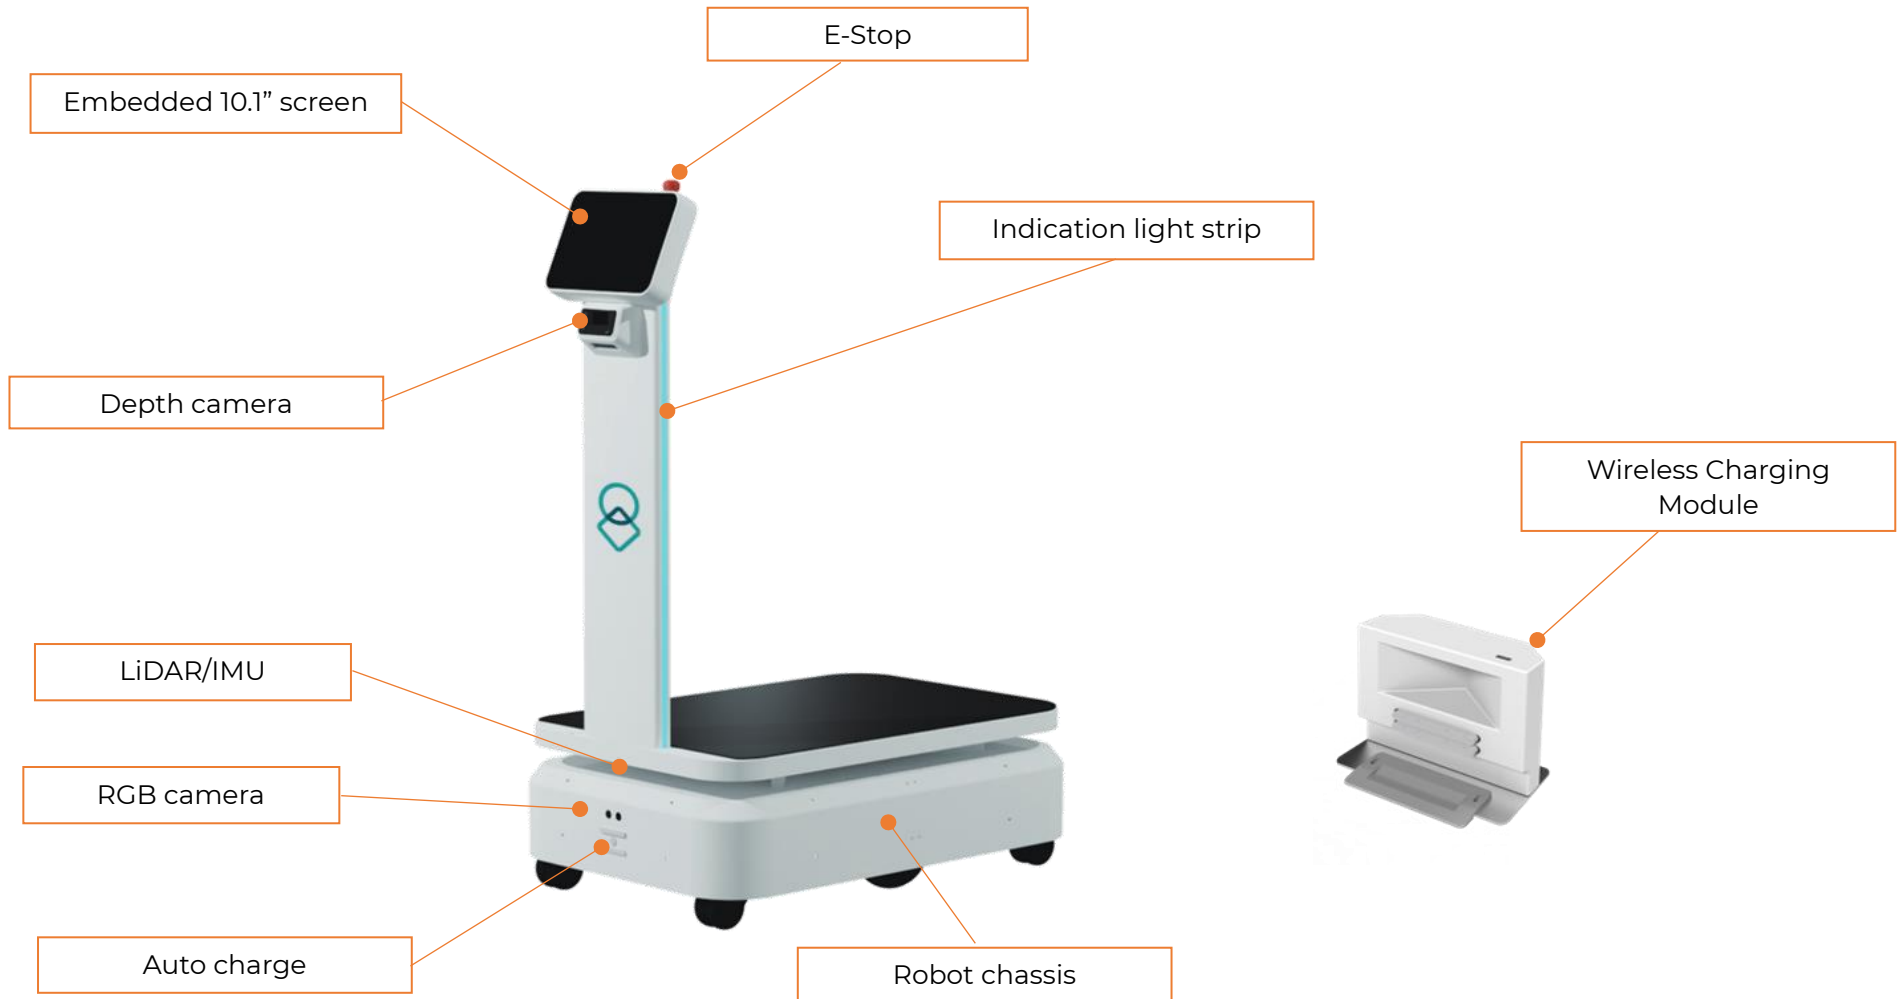 E-Stop
Embedded 10.1” screen
Indication light strip
Depth camera
Wireless Charging
Module
LiDAR/IMU
RGB camera
Auto charge
Robot chassis